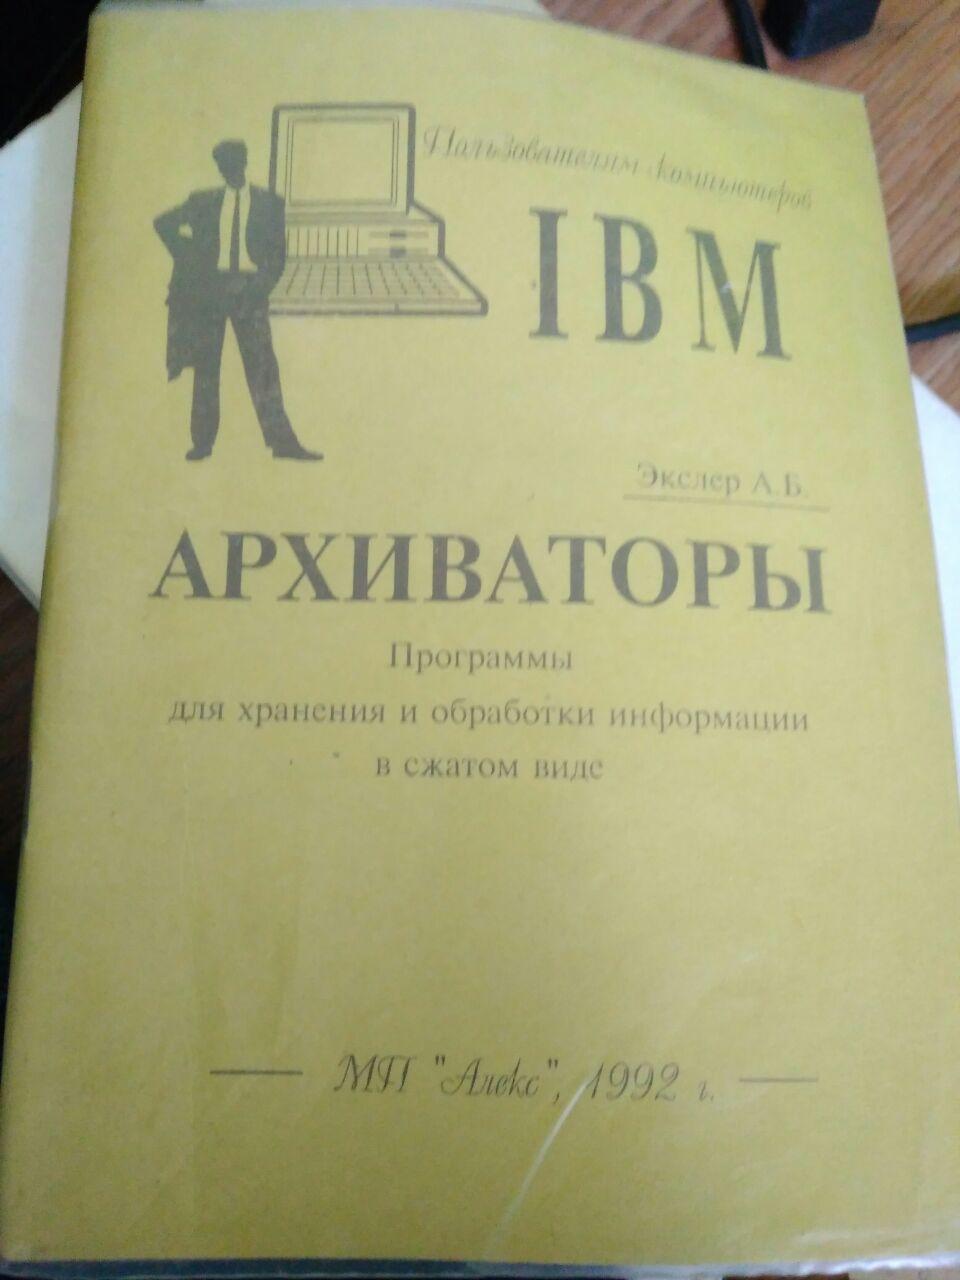 Пользователям компьютеров
IBM
Экслер А.Б.
АРХИВАТОРЫ
Программы
для хранения и обработки информации
в сжатом виде
МП "Алекс", 1992 г.